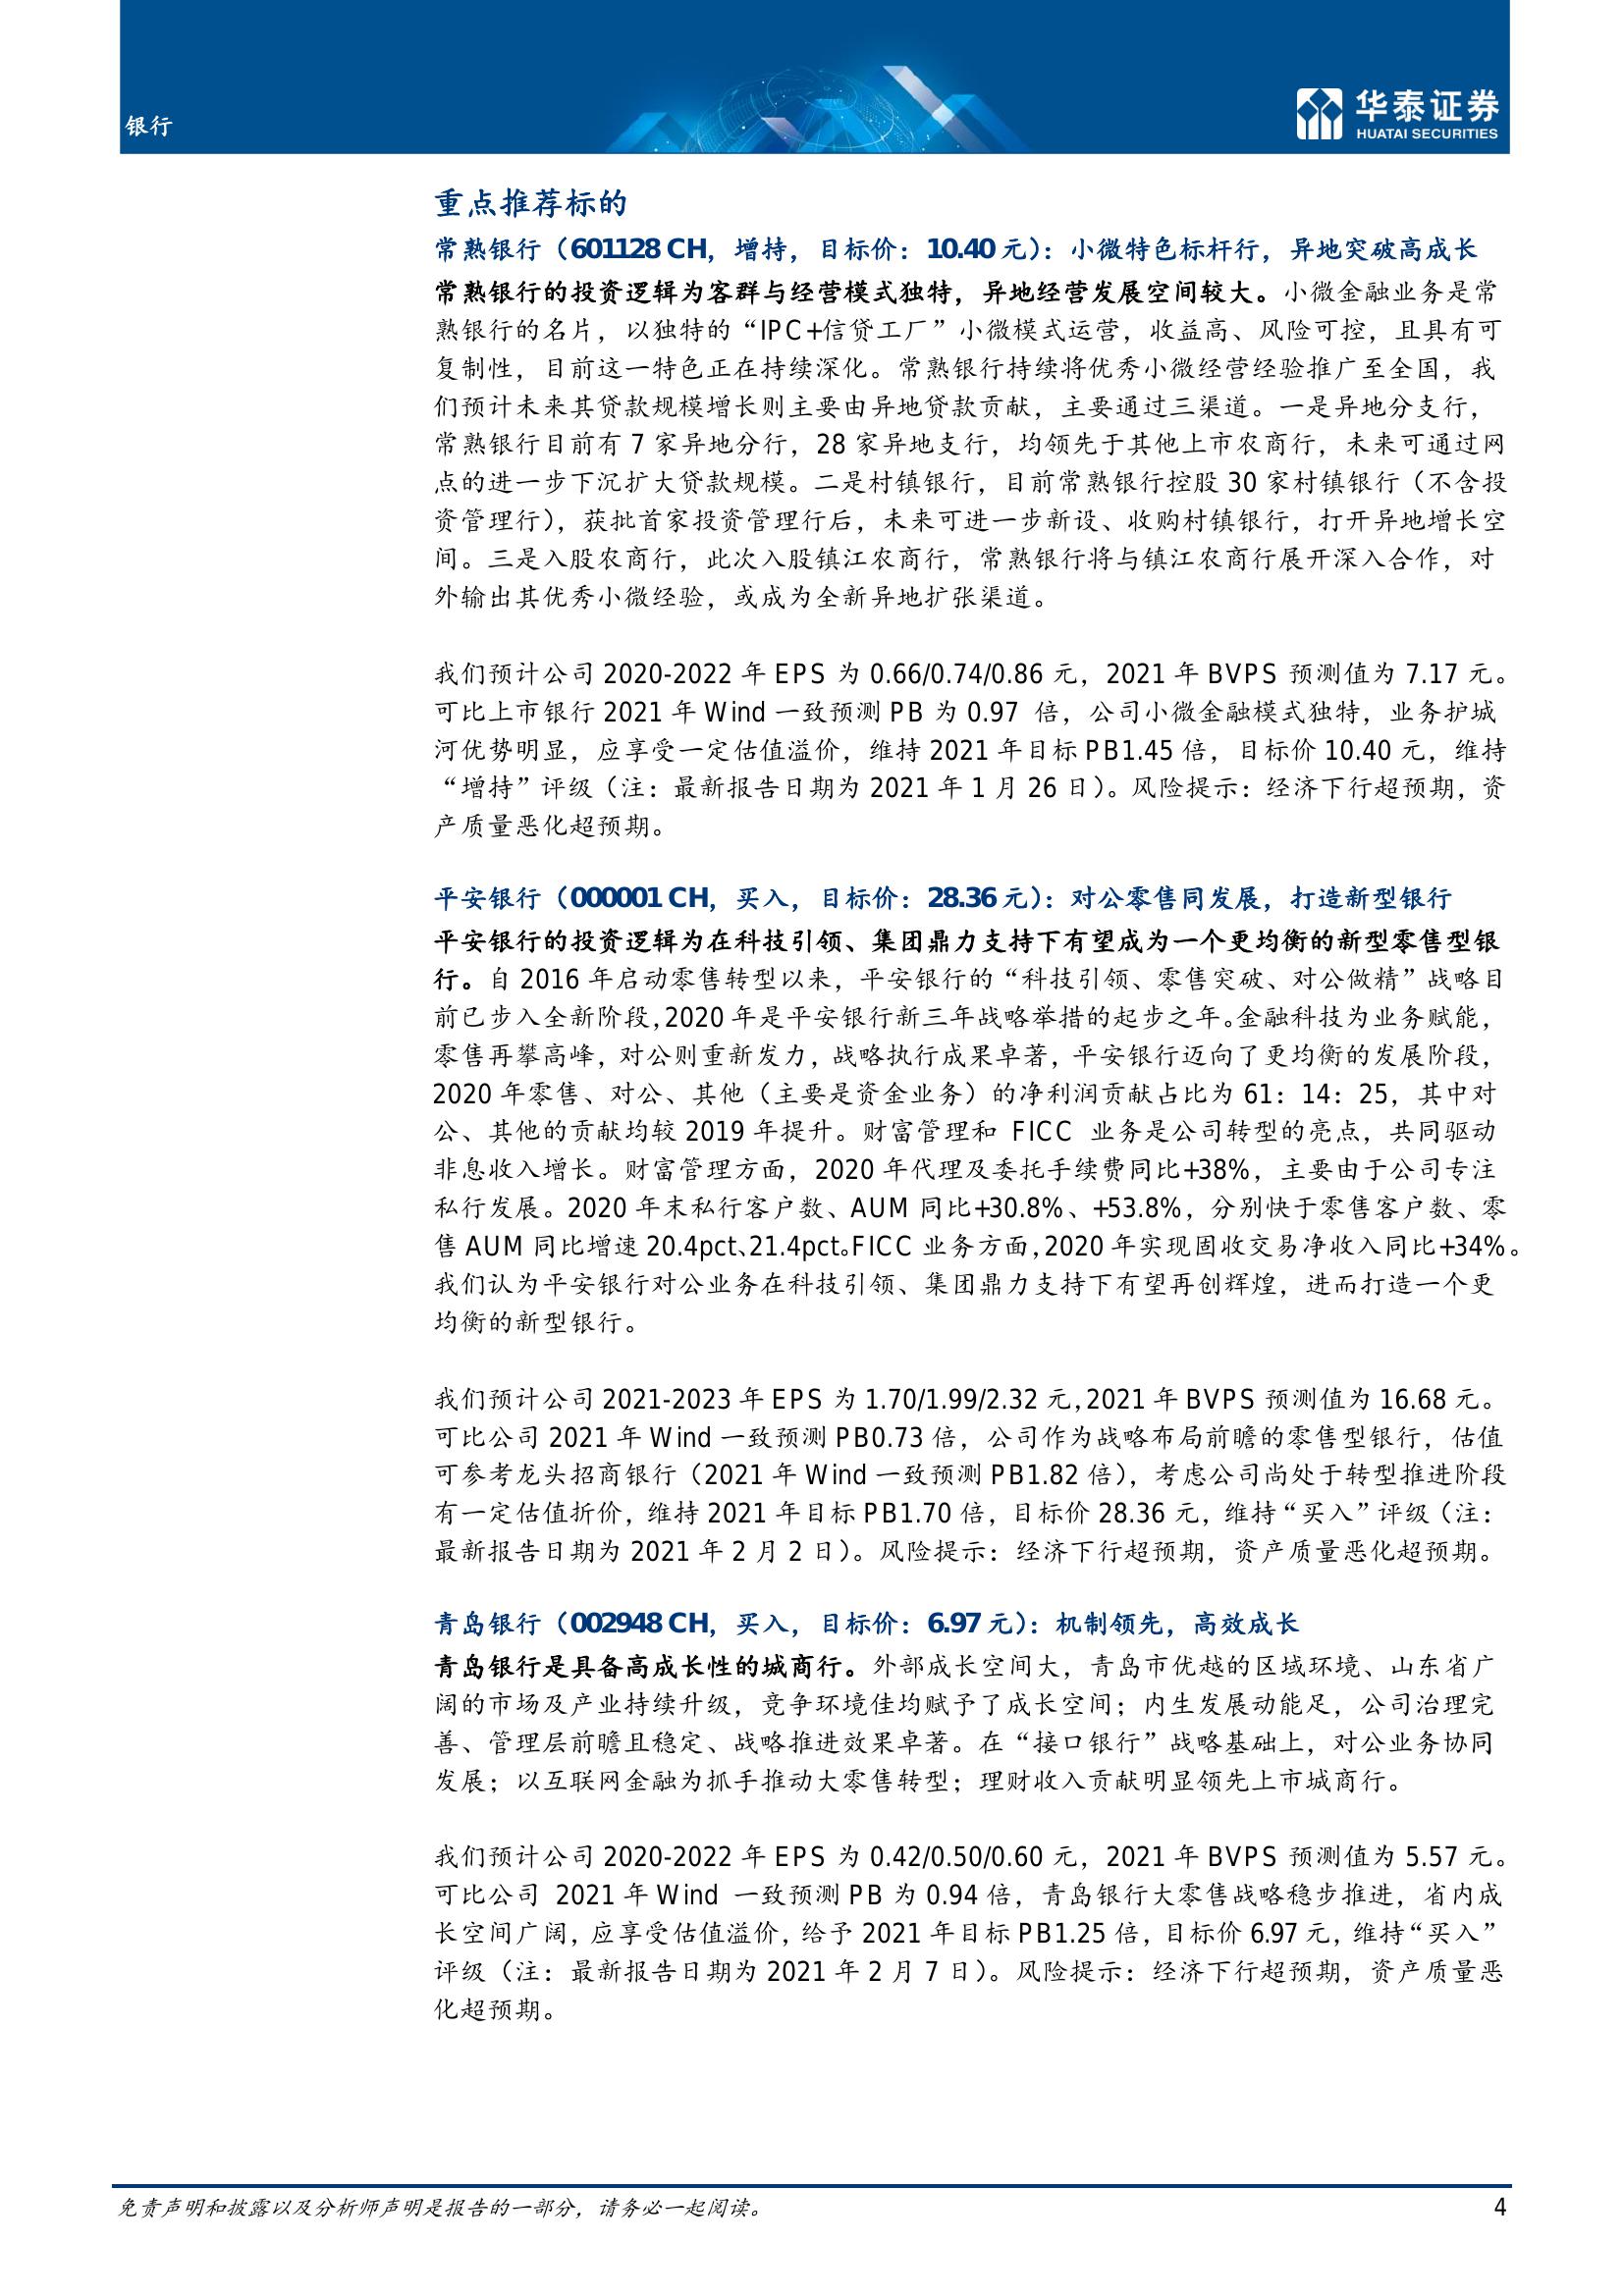 银行
华泰证券
HUATAI SECURITIES
重点推荐标的
常熟银行（601128 CH，增持，目标价：10.40 元）：小微特色标杆行，异地突破高成长
常熟银行的投资逻辑为客群与经营模式独特，异地经营发展空间较大。小微金融业务是常
熟银行的名片，以独特的“IPC+信贷工厂”小微模式运营，收益高、风险可控，且具有可
复制性，目前这一特色正在持续深化。常熟银行持续将优秀小微经营经验推广至全国，我
们预计未来其贷款规模增长则主要由异地贷款贡献，主要通过三渠道。一是异地分支行，
常熟银行目前有 7 家异地分行，28 家异地支行，均领先于其他上市农商行，未来可通过网
点的进一步下沉扩大贷款规模。二是村镇银行，目前常熟银行控股 30 家村镇银行（不含投
资管理行），获批首家投资管理行后，未来可进一步新设、收购村镇银行，打开异地增长空
间。三是入股农商行，此次入股镇江农商行，常熟银行将与镇江农商行展开深入合作，对
外输出其优秀小微经验，或成为全新异地扩张渠道。
我们预计公司 2020-2022 年 EPS 为 0.66/0.74/0.86 元，2021 年 BVPS 预测值为 7.17 元。
可比上市银行 2021 年 Wind 一致预测 PB 为 0.97 倍，公司小微金融模式独特，业务护城
河优势明显，应享受一定估值溢价，维持 2021 年目标 PB1.45 倍，目标价 10.40 元，维持
“增持”评级（注：最新报告日期为 2021 年 1 月 26 日）。风险提示：经济下行超预期，资
产质量恶化超预期。
平安银行（000001 CH，买入，目标价：28.36 元）：对公零售同发展，打造新型银行
平安银行的投资逻辑为在科技引领、集团鼎力支持下有望成为一个更均衡的新型零售型银
行。自 2016 年启动零售转型以来，平安银行的“科技引领、零售突破、对公做精”战略目
前已步入全新阶段，2020 年是平安银行新三年战略举措的起步之年。金融科技为业务赋能，
零售再攀高峰，对公则重新发力，战略执行成果卓著，平安银行迈向了更均衡的发展阶段，
2020 年零售、对公、其他（主要是资金业务）的净利润贡献占比为 61：14：25，其中对
公、其他的贡献均较 2019 年提升。财富管理和 FICC 业务是公司转型的亮点，共同驱动
非息收入增长。财富管理方面，2020 年代理及委托手续费同比+38%，主要由于公司专注
私行发展。2020 年末私行客户数、AUM 同比+30.8%、+53.8%，分别快于零售客户数、零
售 AUM 同比增速 20.4pct、21.4pct。FICC 业务方面，2020 年实现固收交易净收入同比+34%。
我们认为平安银行对公业务在科技引领、集团鼎力支持下有望再创辉煌，进而打造一个更
均衡的新型银行。
我们预计公司 2021-2023 年 EPS 为 1.70/1.99/2.32 元，2021 年 BVPS 预测值为 16.68 元。
可比公司 2021 年 Wind 一致预测 PB0.73 倍，公司作为战略布局前瞻的零售型银行，估值
可参考龙头招商银行（2021 年 Wind 一致预测 PB1.82 倍），考虑公司尚处于转型推进阶段
有一定估值折价，维持 2021 年目标 PB1.70 倍，目标价 28.36 元，维持“买入”评级（注：
最新报告日期为 2021 年 2 月 2 日）。风险提示：经济下行超预期，资产质量恶化超预期。
青岛银行（002948 CH，买入，目标价：6.97 元）：机制领先，高效成长
青岛银行是具备高成长性的城商行。外部成长空间大，青岛市优越的区域环境、山东省广
阔的市场及产业持续升级，竞争环境佳均赋予了成长空间；内生发展动能足，公司治理完
善、管理层前瞻且稳定、战略推进效果卓著。在“接口银行”战略基础上，对公业务协同
发展；以互联网金融为抓手推动大零售转型；理财收入贡献明显领先上市城商行。
我们预计公司 2020-2022 年 EPS 为 0.42/0.50/0.60 元，2021 年 BVPS 预测值为 5.57 元。
可比公司 2021 年 Wind 一致预测 PB 为 0.94 倍，青岛银行大零售战略稳步推进，省内成
长空间广阔，应享受估值溢价，给予 2021 年目标 PB1.25 倍，目标价 6.97 元，维持“买入”
评级（注：最新报告日期为 2021 年 2 月 7 日）。风险提示：经济下行超预期，资产质量恶
化超预期。
免责声明和披露以及分析师声明是报告的一部分，请务必一起阅读。
4